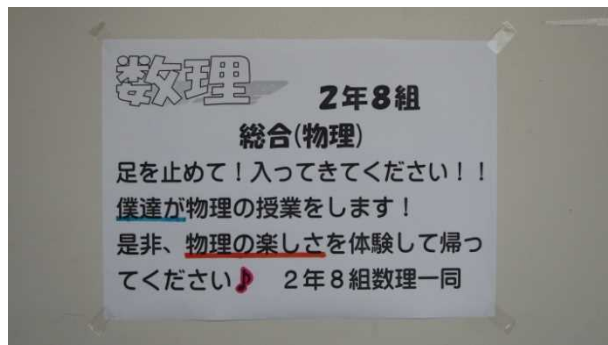 数理
2年8組
総合(物理)
足を止めて！入ってきてください！！
僕達が物理の授業をします！
是非、物理の楽しさを体験して帰っ
てください♪　2年8組数理一同